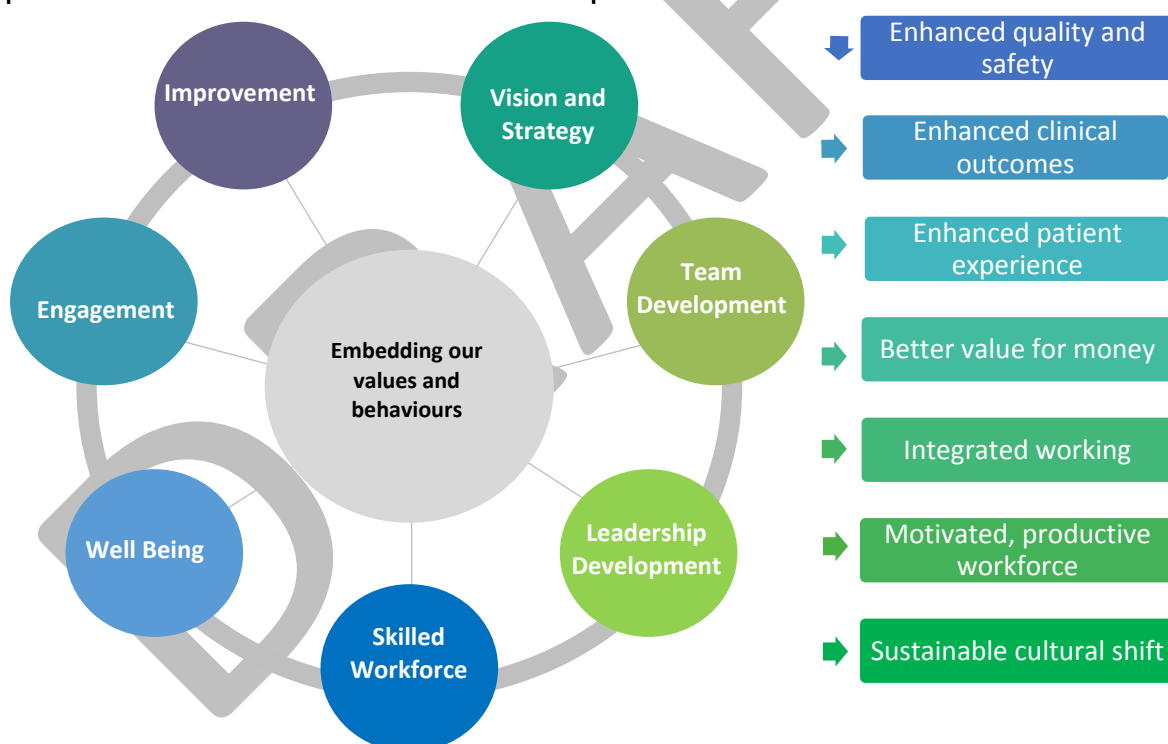 Improvement
Vision and
Strategy
Team
Development
Leadership
Development
Skilled
Workforce
Well Being
Engagement
Embedding our
values and
behaviours
Enhanced quality and
safety
Enhanced clinical
outcomes
Enhanced patient
experience
Better value for money
Integrated working
Motivated, productive
workforce
Sustainable cultural shift